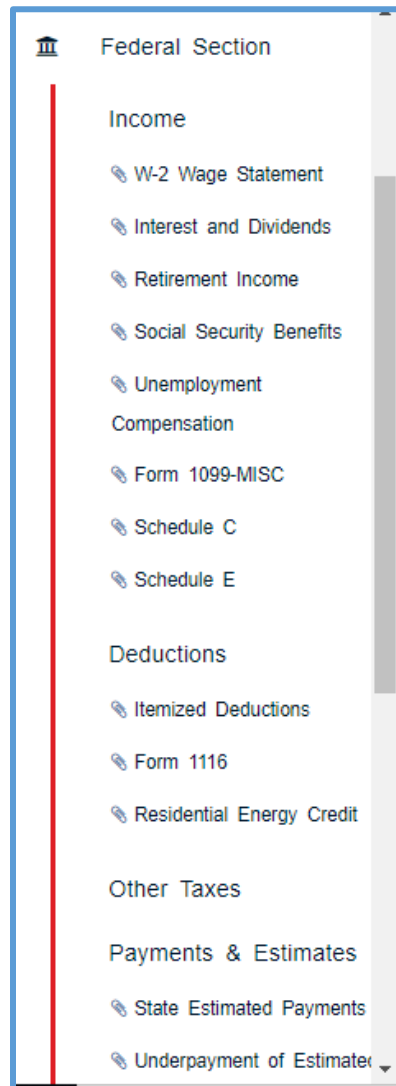 Federal Section
Income
W-2 Wage Statement
Interest and Dividends
Retirement Income
Social Security Benefits
Unemployment
Compensation
Form 1099-MISC
Schedule C
Schedule E
Deductions
Itemized Deductions
Form 1116
Residential Energy Credit
Other Taxes
Payments & Estimates
State Estimated Payments
Underpayment of Estimated